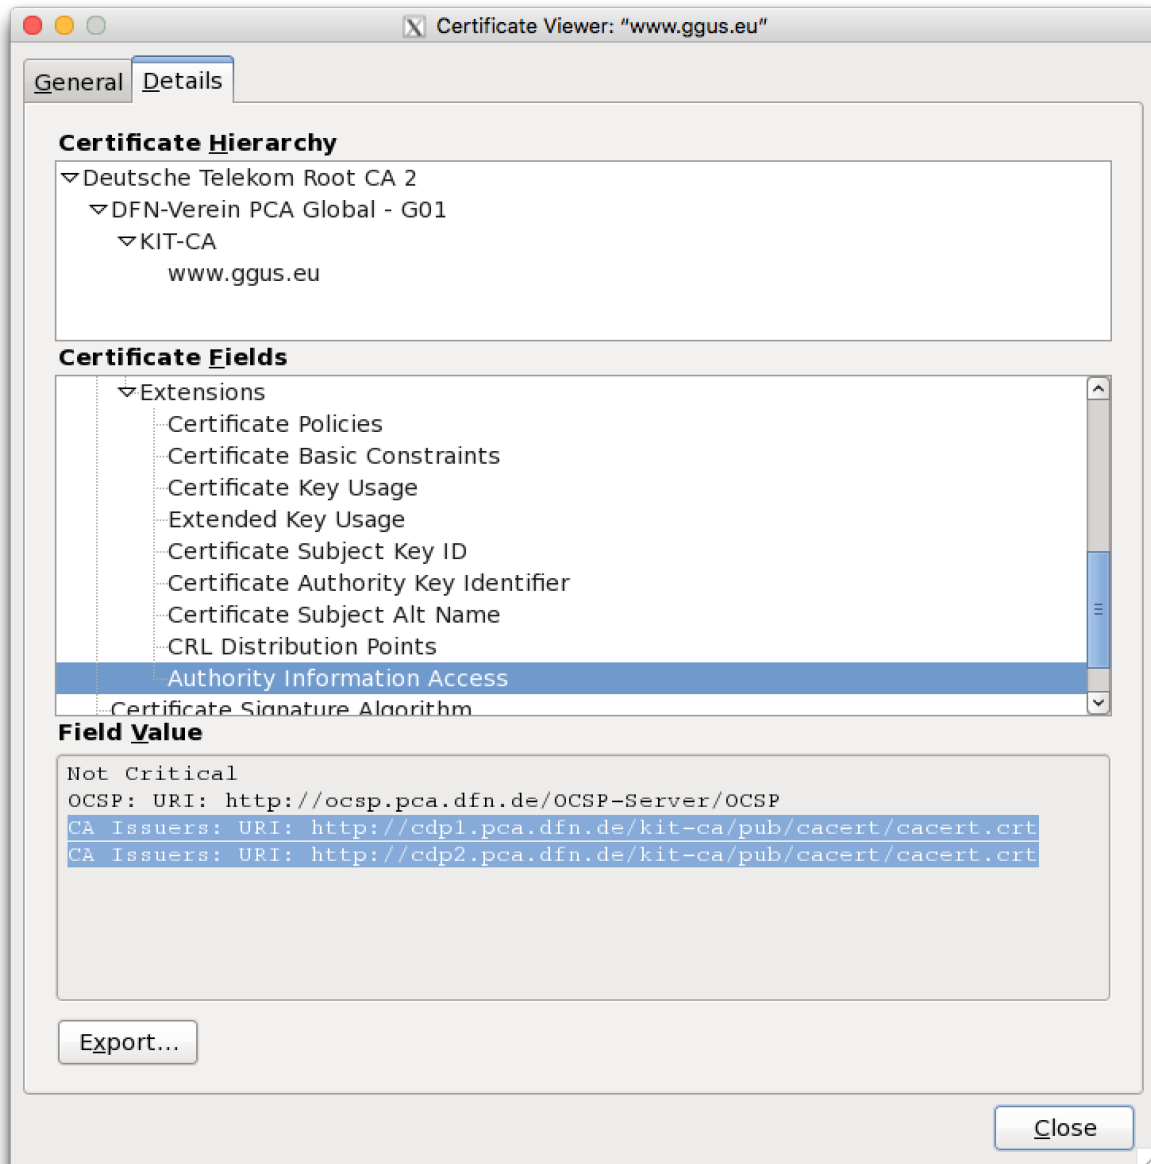 Certificate Viewer: “www.ggus.eu”
General Details
Certificate Hierarchy
Deutsche Telekom Root CA 2
DFN-Verein PCA Global - G01
KIT-CA
www.ggus.eu
Certificate Fields
Extensions
Certificate Policies
Certificate Basic Constraints
Certificate Key Usage
Extended Key Usage
Certificate Subject Key ID
Certificate Authority Key Identifier
Certificate Subject Alt Name
CRL Distribution Points
Authority Information Access
Certificate Signature Algorithm
Field Value
Not Critical
OCSP: URI: http://ocsp.pca.dfn.de/OCSP-Server/OCSP
CA Issuers: URI: http://cdp1.pca.dfn.de/kit-ca/pub/cacert/cacert.crt
CA Issuers: URI: http://cdp2.pca.dfn.de/kit-ca/pub/cacert/cacert.crt
Export...
Close